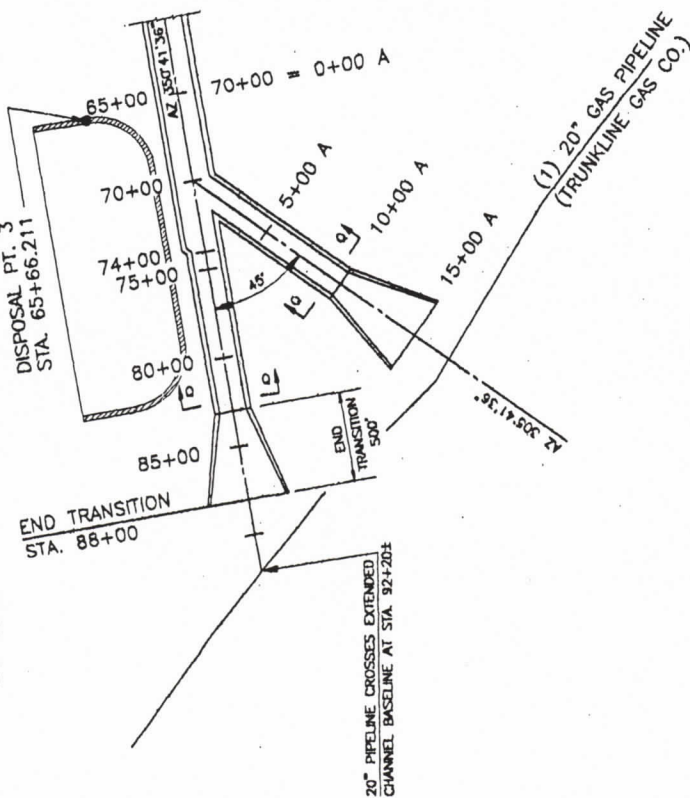 AZ 350°41'36"
70+00 = 0+00 A
65+00
DISPOSAL PT. 3
STA. 65+66.211
70+00
5+00 A
10+00 A
15+00 A
(1) 20" GAS PIPELINE
(TRUNKLINE GAS CO.)
74+00
75+00
45°
Q
Q
80+00
Q
Q
85+00
END
TRANSITION
500'
AZ 305°41'36"
END TRANSITION
STA. 88+00
20" PIPELINE CROSSES EXTENDED
CHANNEL BASELINE AT STA. 92+20±